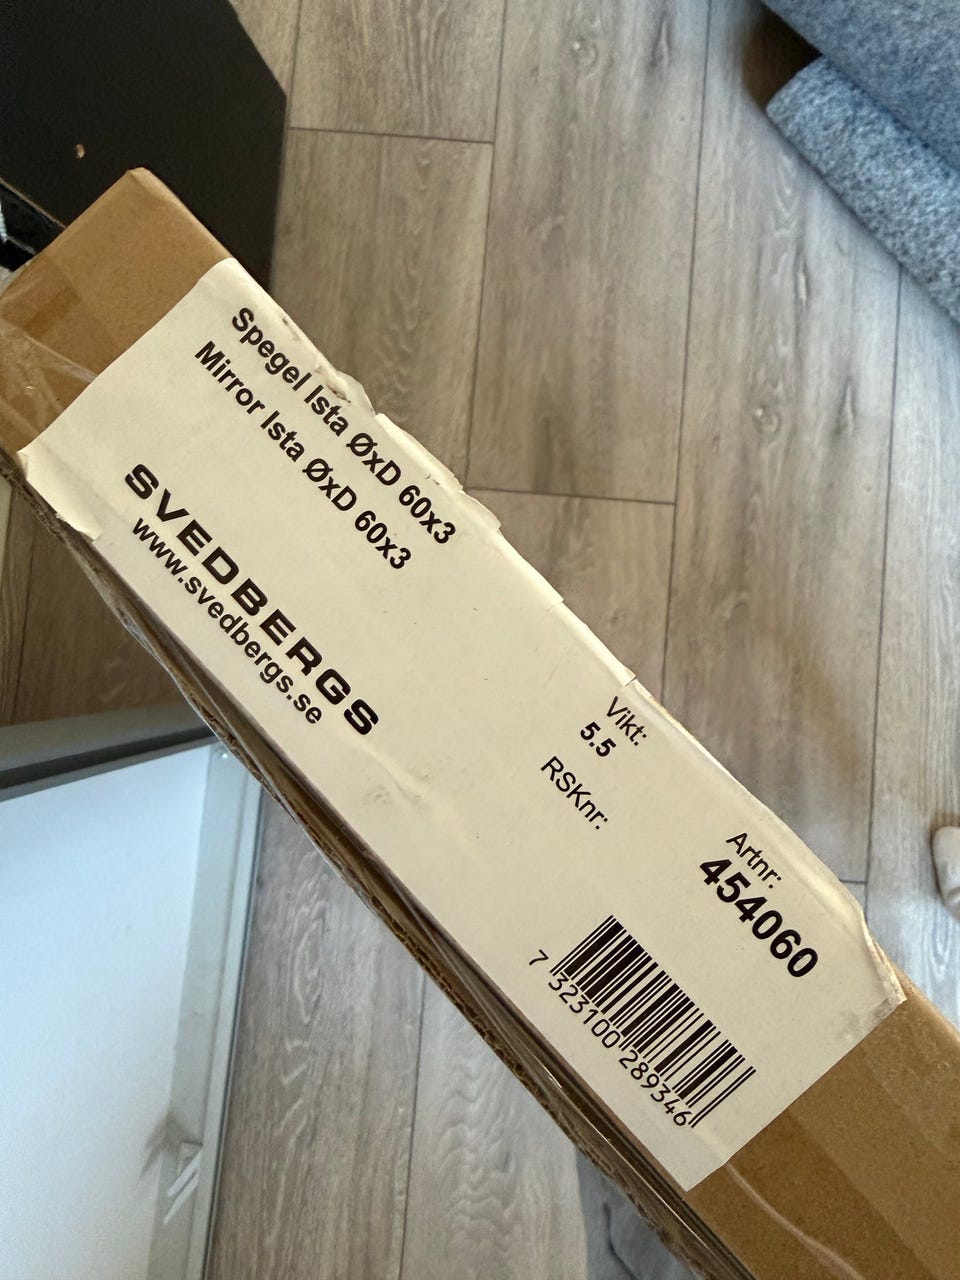 Spegel Ista ØxD 60x3
Mirror Ista ØxD 60x3
SVEDBERGS
www.svedbergs.se
Vikt:
5.5
RSKnr:
Artnr:
454060
7 323100 289346